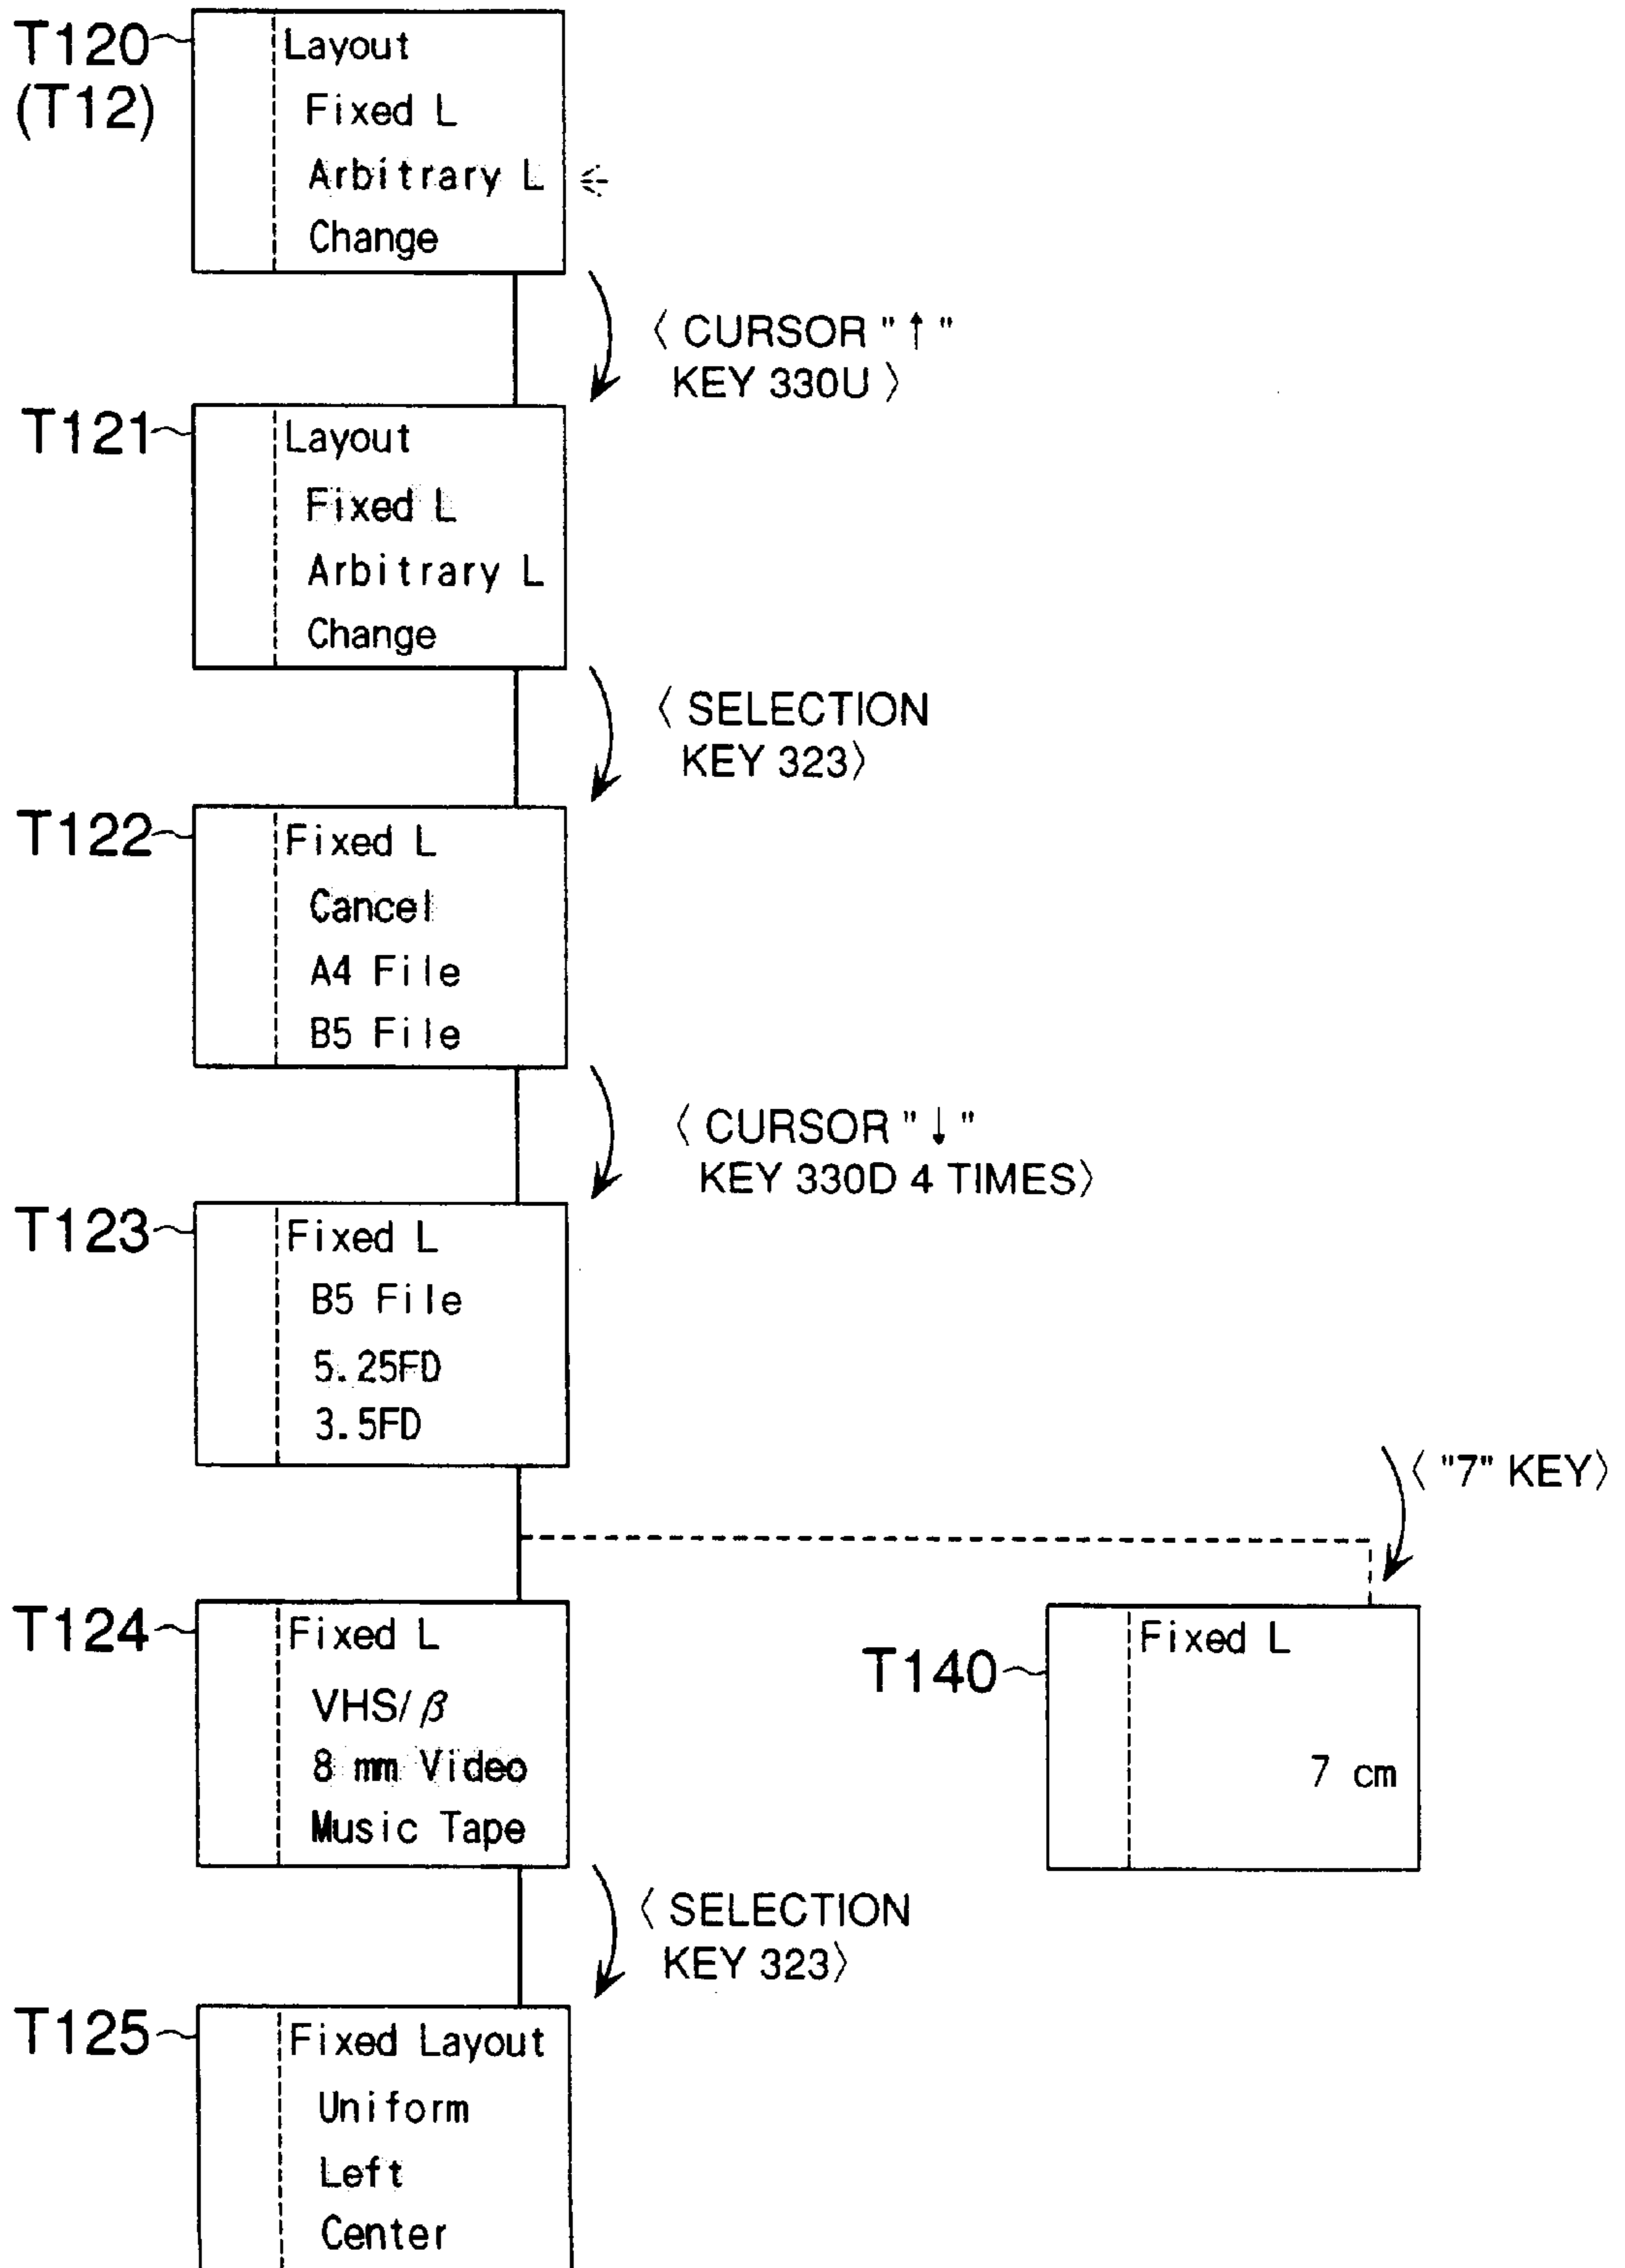 T120
(T12)
Layout
Fixed L
Arbitrary L
Change
〈 CURSOR "↑"
KEY 330U 〉
T121
Layout
Fixed L
Arbitrary L
Change
〈 SELECTION
KEY 323〉
T122
Fixed L
Cancel
A4 File
B5 File
〈 CURSOR "↓"
KEY 330D 4 TIMES〉
T123
Fixed L
B5 File
5.25FD
3.5FD
〈 "7" KEY〉
T124
Fixed L
VHS/β
8 mm Video
Music Tape
T140
Fixed L
7 cm
〈 SELECTION
KEY 323〉
T125
Fixed Layout
Uniform
Left
Center